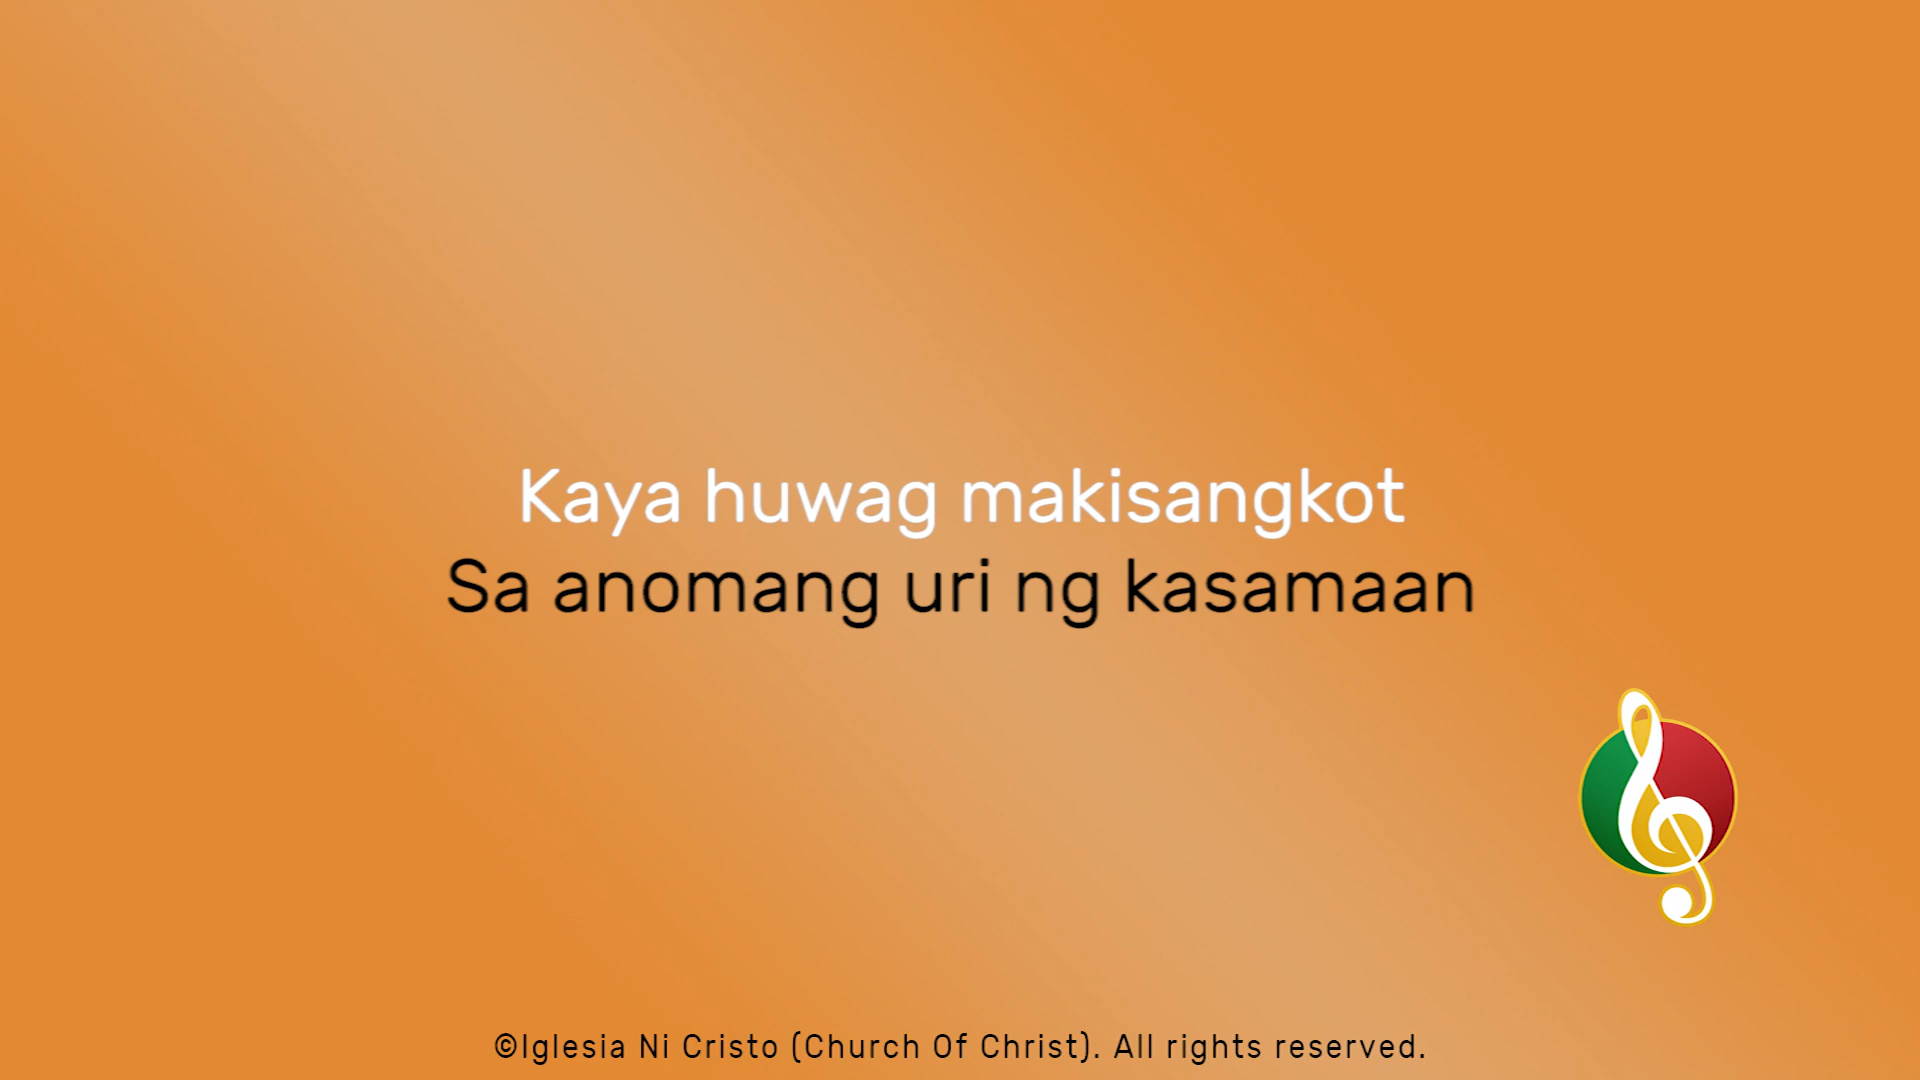 Kaya huwag makisangkot
Sa anomang uri ng kasamaan
©Iglesia Ni Cristo (Church Of Christ). All rights reserved.